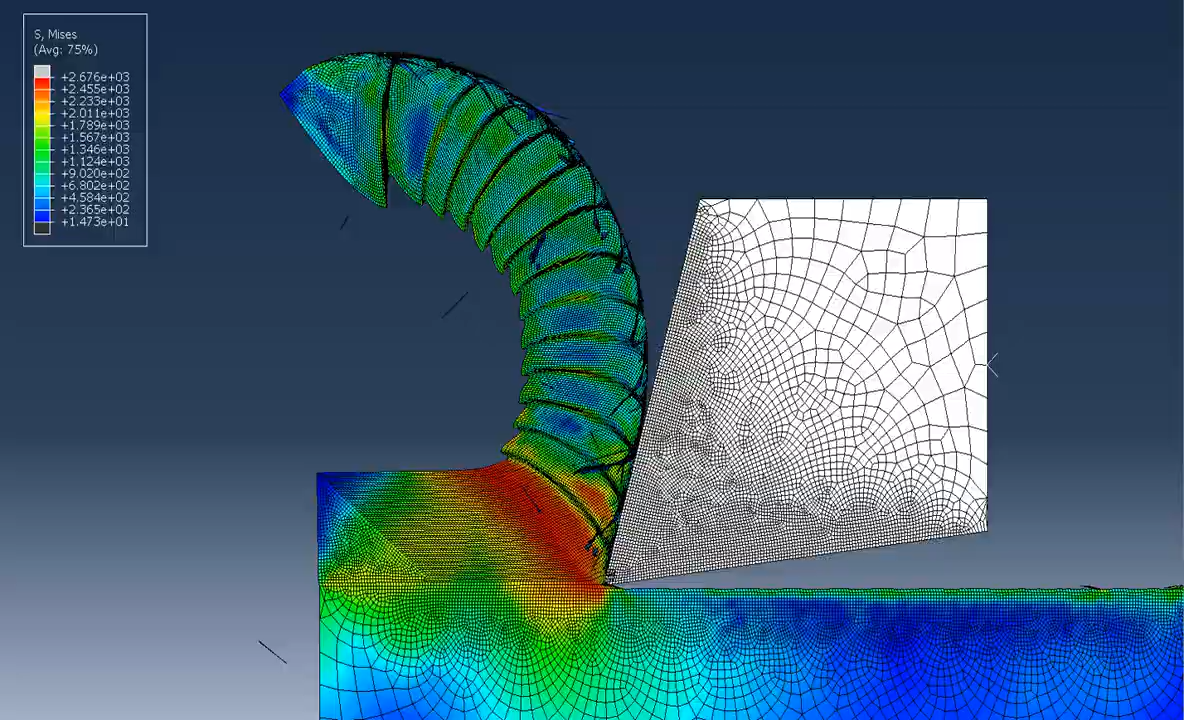 S, Mises
(Avg: 75%)
+2.676e+03
+2.455e+03
+2.233e+03
+2.011e+03
+1.789e+03
+1.567e+03
+1.346e+03
+1.124e+03
+9.020e+02
+6.802e+02
+4.584e+02
+2.365e+02
+1.473e+01